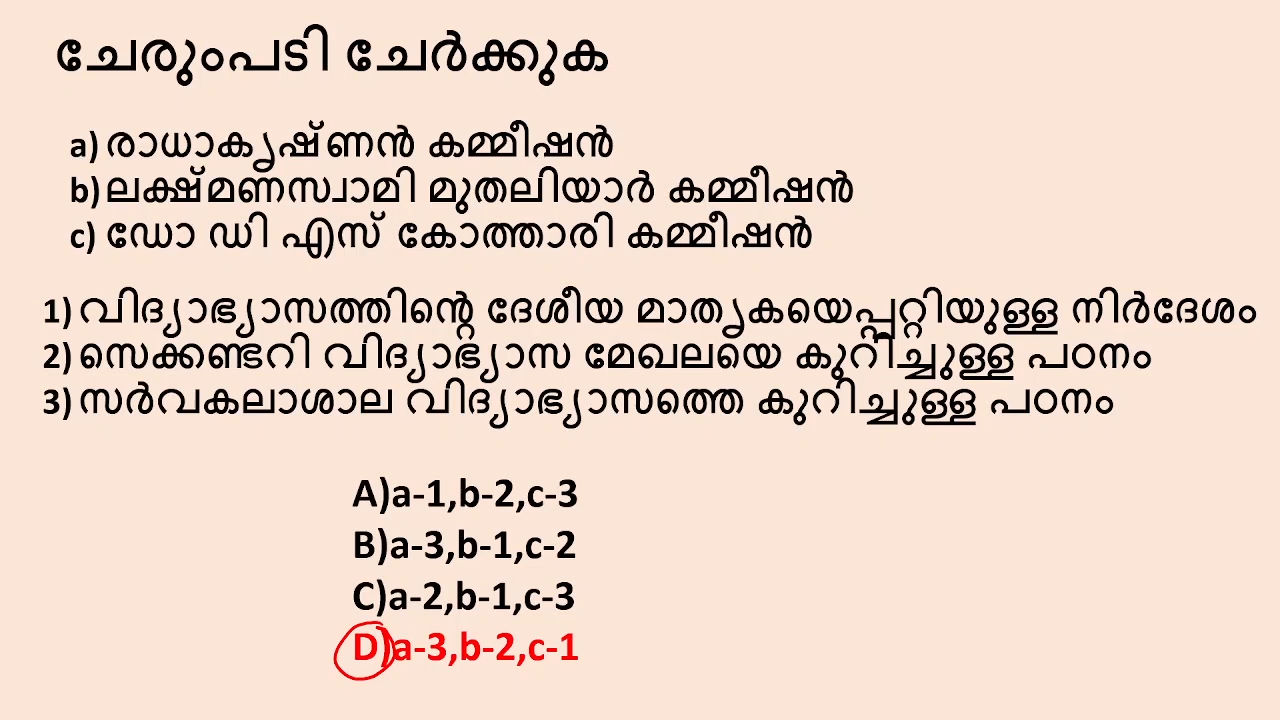 ചേരുംപടി ചേർക്കുക
a) രാധാകൃഷ്ണൻ കമ്മീഷൻ
b) ലക്ഷ്മണസ്വാമി മുതലിയാർ കമ്മീഷൻ
c) ഡോ ഡി എസ് കോത്താരി കമ്മീഷൻ
1) വിദ്യാഭ്യാസത്തിന്റെ ദേശീയ മാതൃകയെപ്പറ്റിയുള്ള നിർദേശം
2) സെക്കണ്ടറി വിദ്യാഭ്യാസ മേഖലയെ കുറിച്ചുള്ള പഠനം
3) സർവകലാശാല വിദ്യാഭ്യാസത്തെ കുറിച്ചുള്ള പഠനം
A)a-1,b-2,c-3
B)a-3,b-1,c-2
C)a-2,b-1,c-3
D)a-3,b-2,c-1